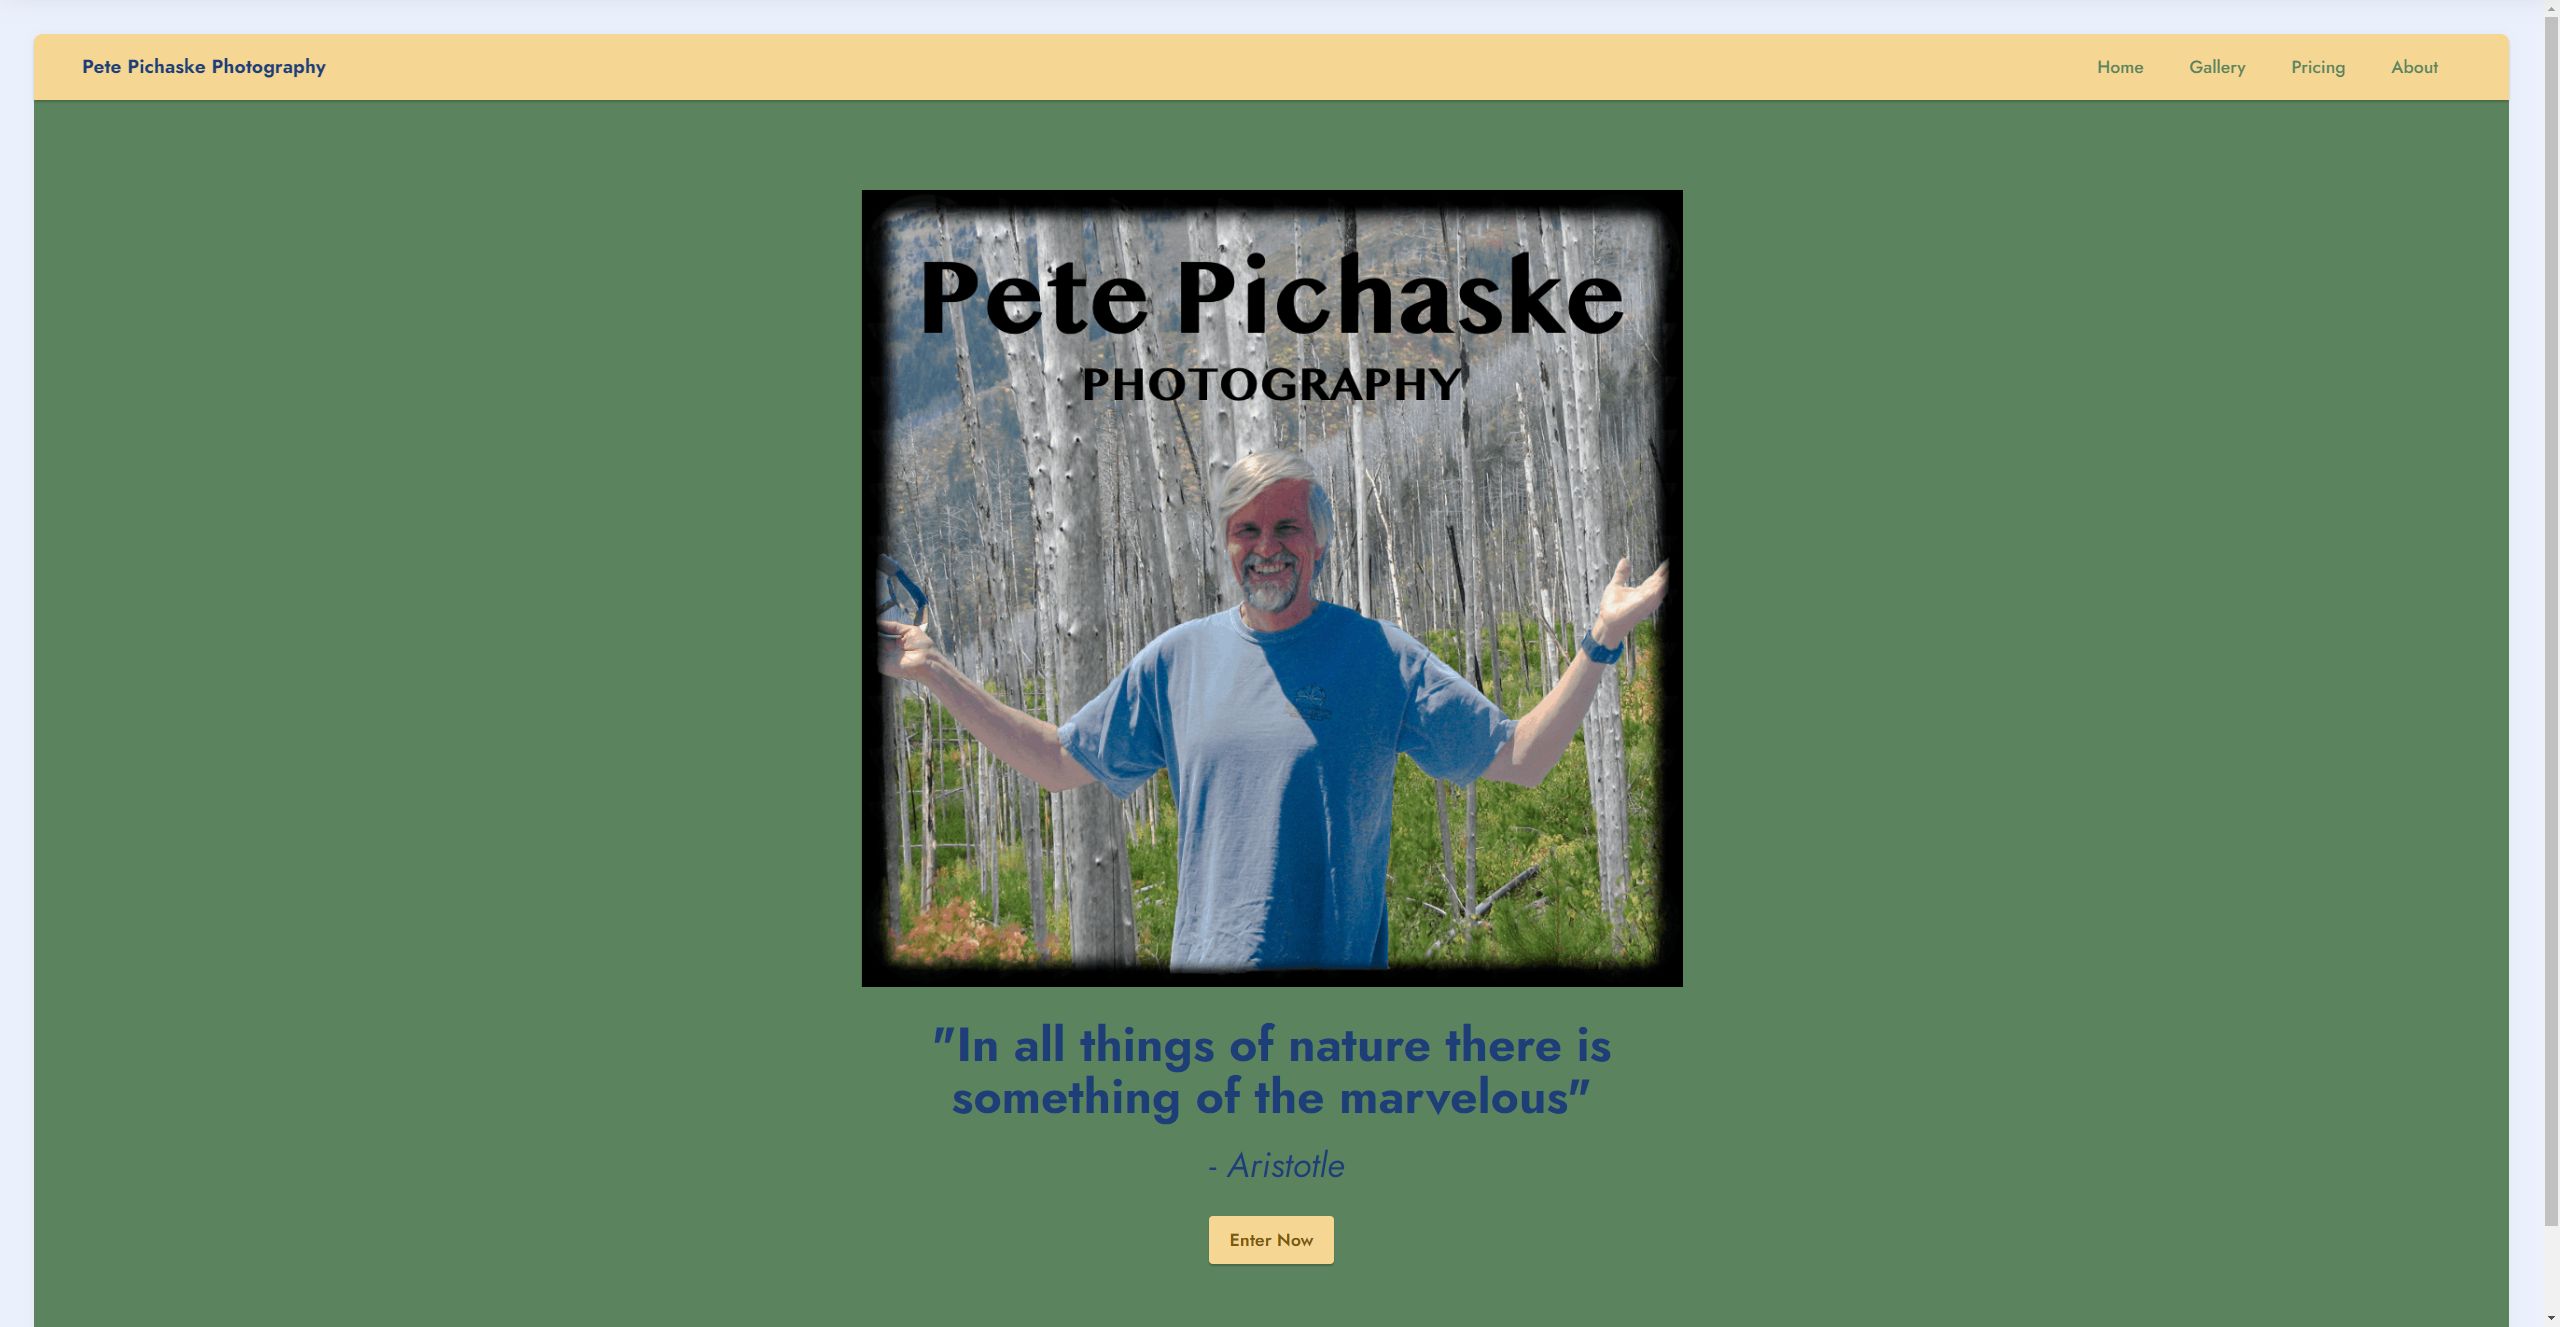 Pete Pichaske Photography
Home Gallery Pricing About
Pete Pichaske
PHOTOGRAPHY
"In all things of nature there is
something of the marvelous"
- Aristotle
Enter Now